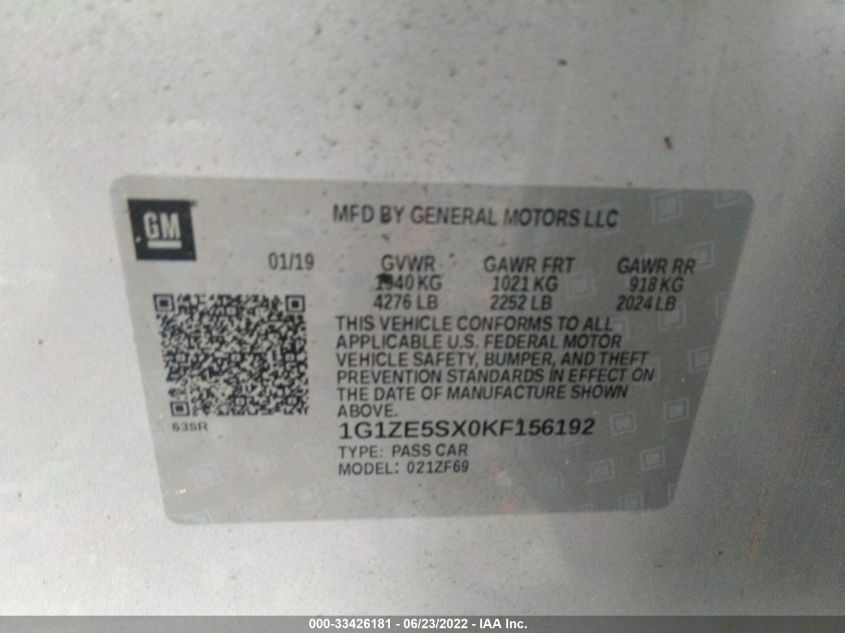 GM
MFD BY GENERAL MOTORS LLC
01/19 GVWR GAWR FRT GAWR RR
1940 KG 1021 KG 918 KG
4276 LB 2252 LB 2024 LB
THIS VEHICLE CONFORMS TO ALL
APPLICABLE U.S. FEDERAL MOTOR
VEHICLE SAFETY, BUMPER, AND THEFT
PREVENTION STANDARDS IN EFFECT ON
THE DATE OF MANUFACTURE SHOWN
ABOVE.
635R
1G1ZE5SX0KF156192
TYPE: PASS CAR
MODEL: 021ZF69
000-33426181 - 06/23/2022 - IAA Inc.